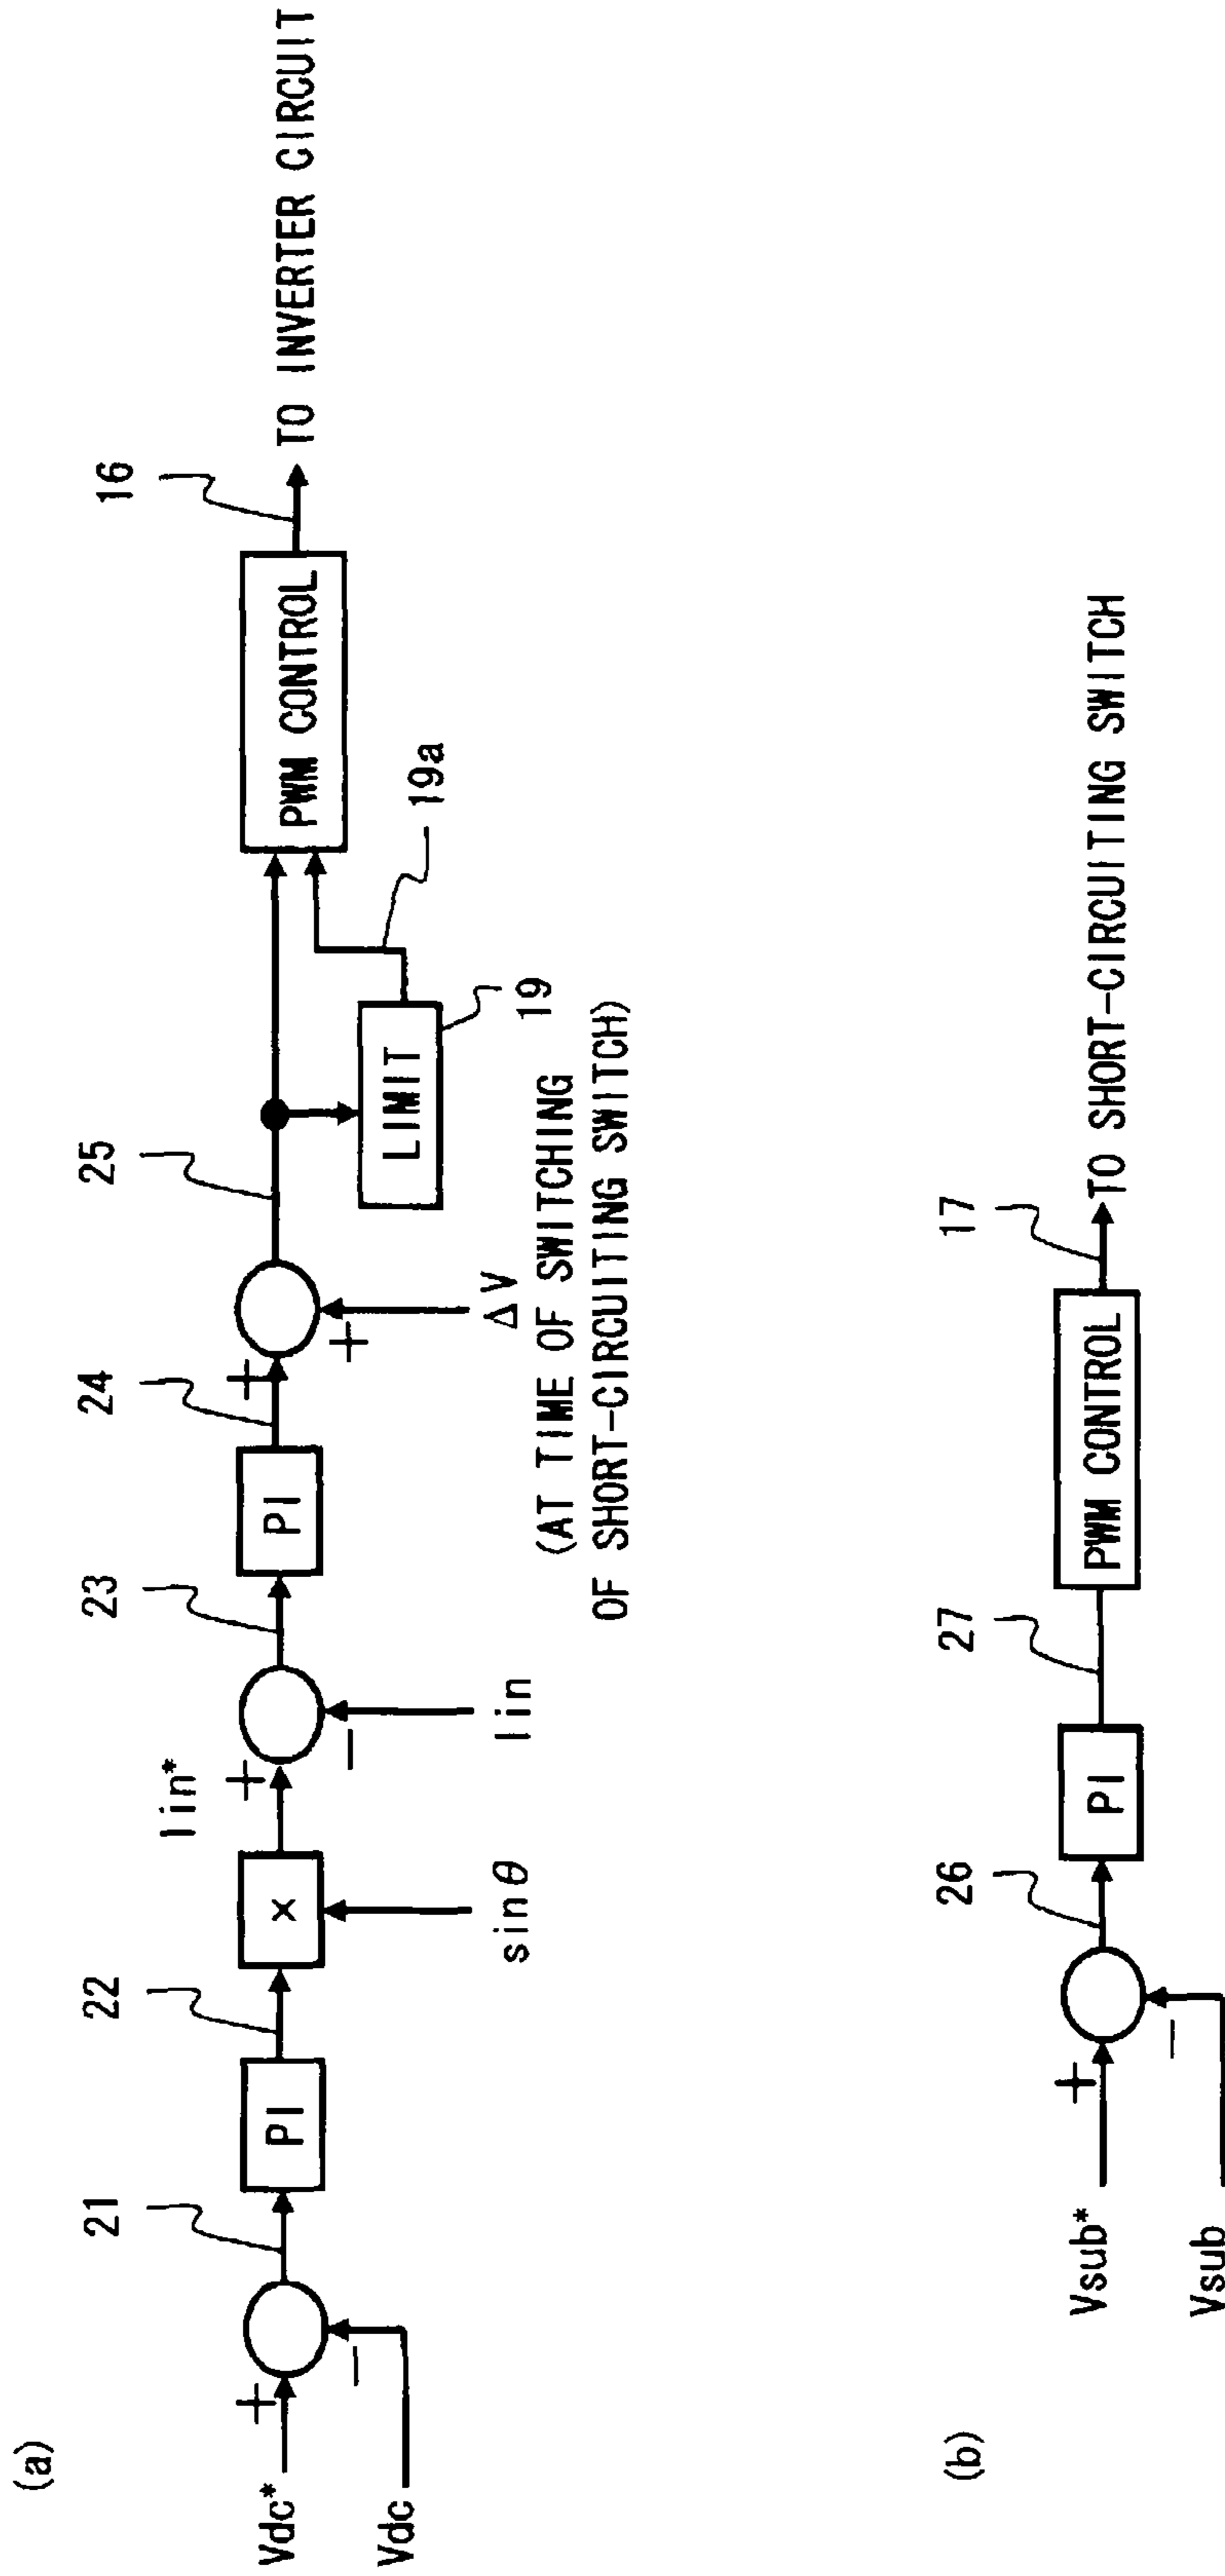 (a)
Vdc*
+
−
Vdc
21
PI
22
×
sinθ
Iin*
+
−
Iin
23
PI
24
+
+
ΔV
(AT TIME OF SWITCHING
OF SHORT-CIRCUITING SWITCH)
25
LIMIT
19
19a
PWM CONTROL
16
TO INVERTER CIRCUIT
(b)
Vsub*
+
−
Vsub
26
PI
27
PWM CONTROL
17
TO SHORT-CIRCUITING SWITCH